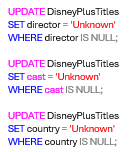 UPDATE DisneyPlusTitles
SET director = 'Unknown'
WHERE director IS NULL;
UPDATE DisneyPlusTitles
SET cast = 'Unknown'
WHERE cast IS NULL;
UPDATE DisneyPlusTitles
SET country = 'Unknown'
WHERE country IS NULL;